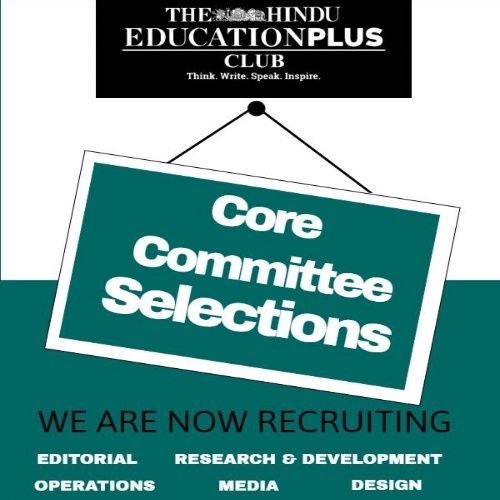 THE HINDU
EDUCATIONPLUS
CLUB
Think. Write. Speak. Inspire.
Core
Committee
Selections
WE ARE NOW RECRUITING
EDITORIAL RESEARCH & DEVELOPMENT
OPERATIONS MEDIA DESIGN